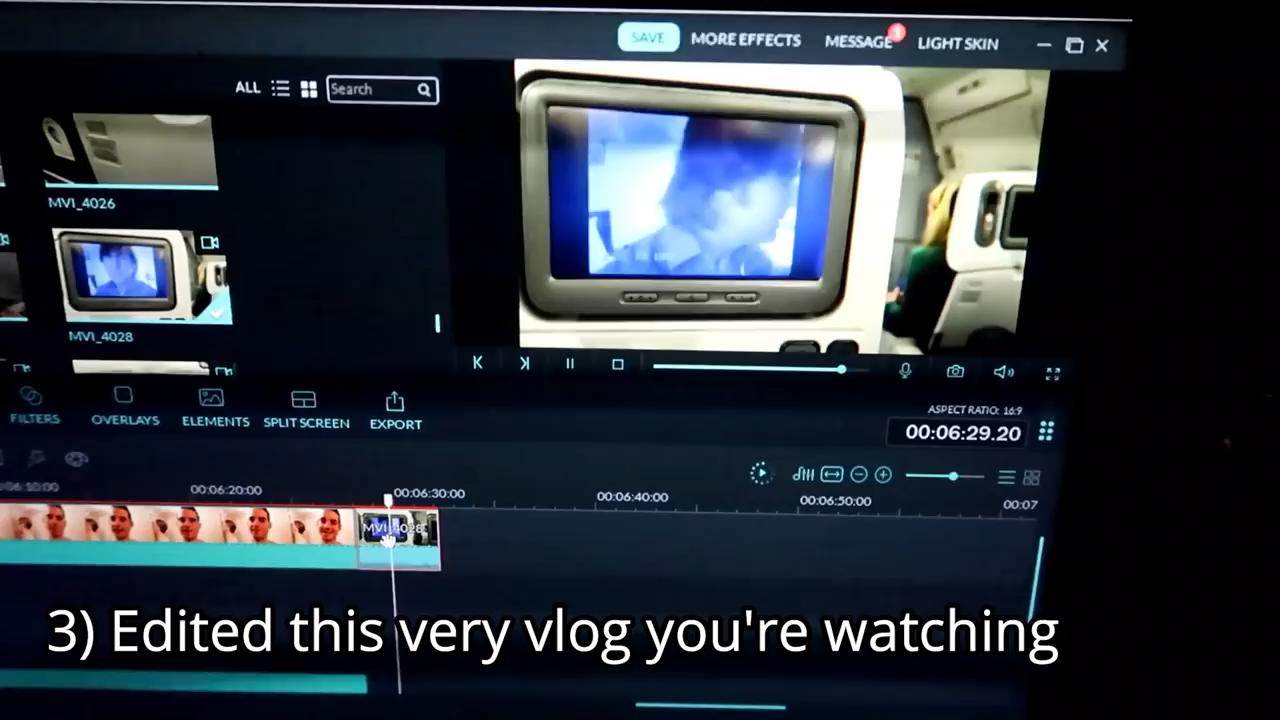 SAVE
MORE EFFECTS
MESSAGE
1
LIGHT SKIN
ALL
Search
MVI_4026
MVI_4028
FILTERS
OVERLAYS
ELEMENTS
SPLIT SCREEN
EXPORT
ASPECT RATIO: 16:9
00:06:29.20
00:06:20:00
00:06:30:00
00:06:40:00
00:06:50:00
00:07
MVI_4028
3) Edited this very vlog you're watching